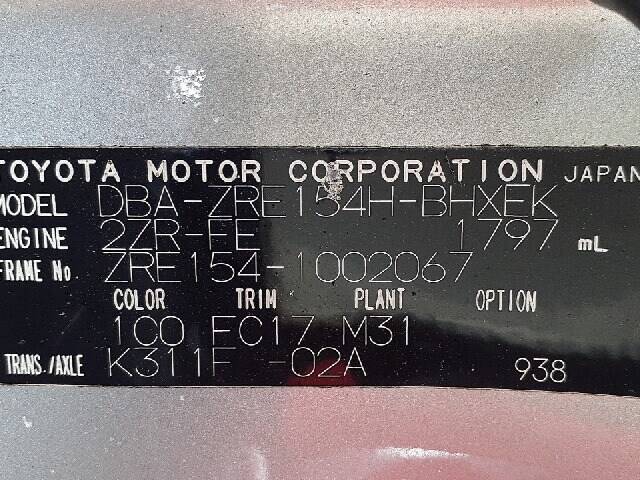 TOYOTA MOTOR CORPORATION JAPAN
MODEL DBA-ZRE154H-BHXEK
ENGINE 2ZR-FE 1797 mL
FRAME No. ZRE154-1002067
COLOR TRIM PLANT OPTION
1C0 FC17 M31
TRANS./AXLE K311F -02A 938